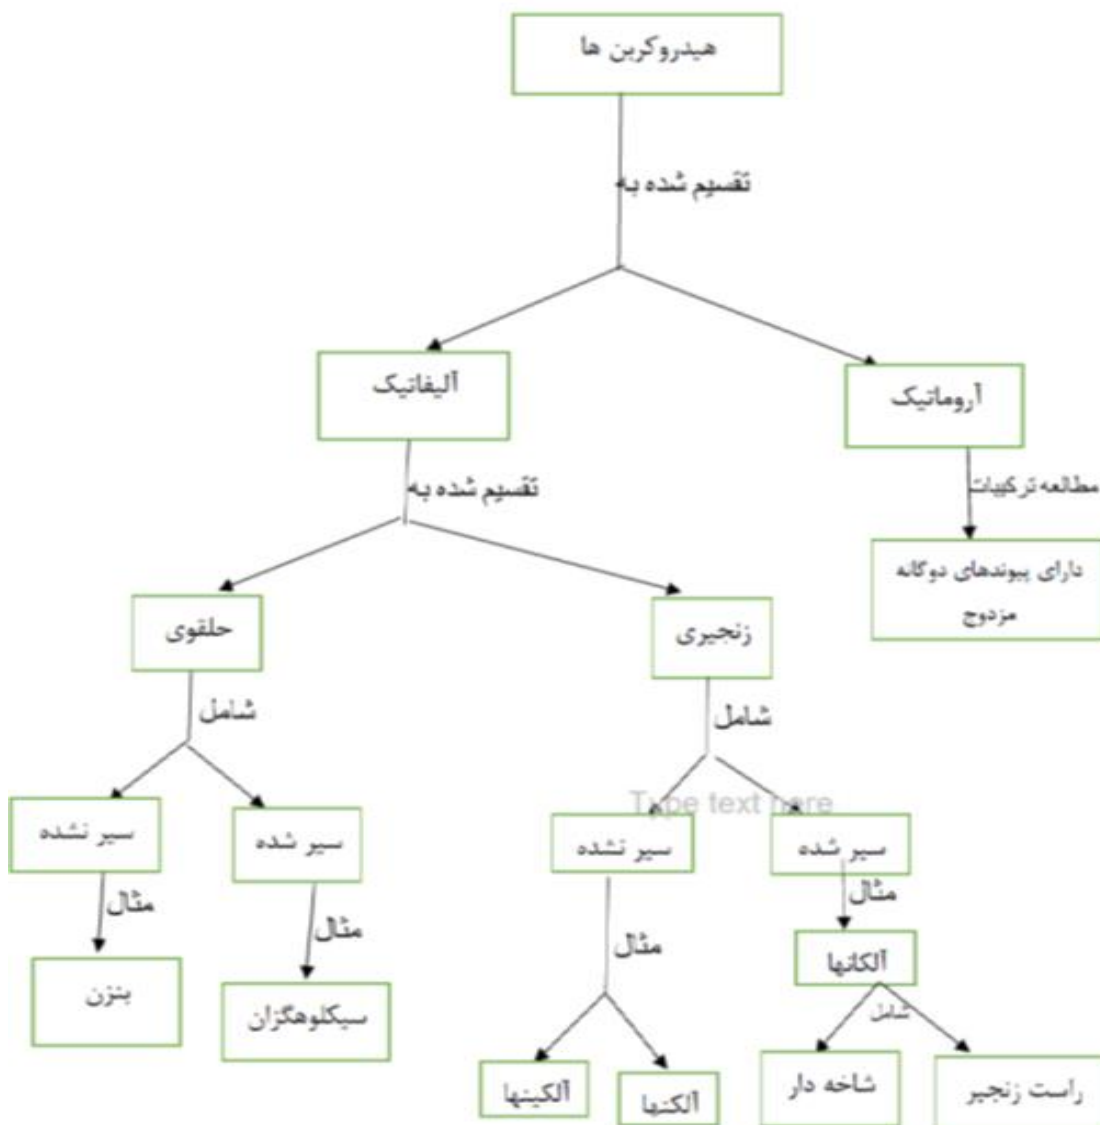 هیدروکربن ها
تقسیم شده به
آلیفاتیک
آروماتیک
تقسیم شده به
مطالعه ترکیبات
دارای پیوندهای دوگانه
مزدوج
حلقوی
زنجیری
شامل
شامل
Type text here
سیر نشده
سیر شده
سیر نشده
سیر شده
مثال
مثال
مثال
مثال
بنزن
سیکلوهگزان
آلکانها
شامل
آلکینها
آلکنها
شاخه دار
راست زنجیر